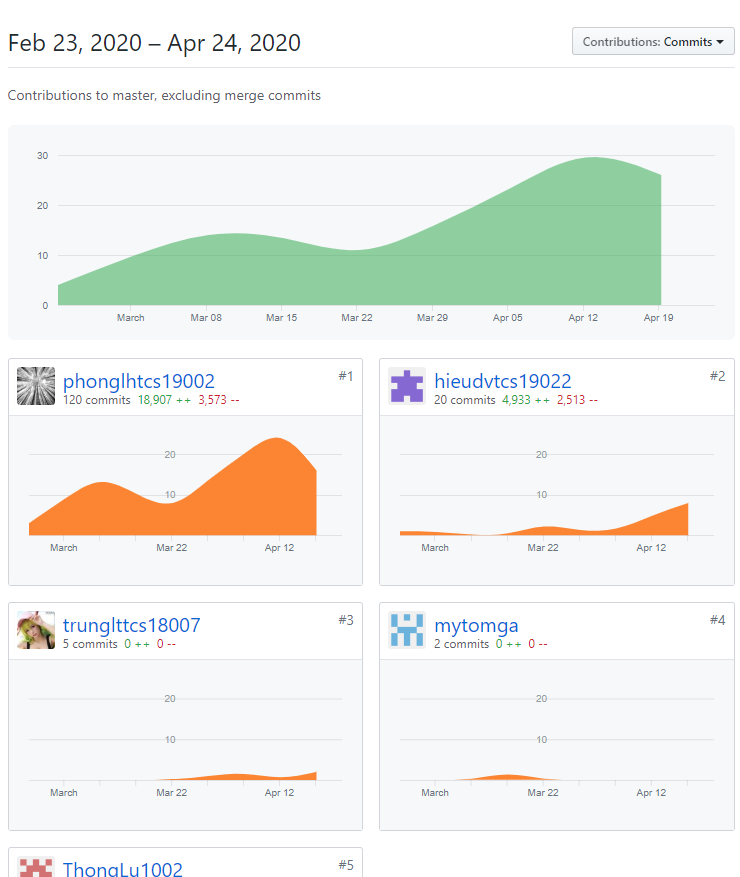 Feb 23, 2020 – Apr 24, 2020
Contributions: Commits
Contributions to master, excluding merge commits
30
20
10
0
March Mar 08 Mar 15 Mar 22 Mar 29 Apr 05 Apr 12 Apr 19
phonglhtcs19002 #1
120 commits 18,907 ++ 3,573 --
20
10
March Mar 22 Apr 12
hieudvtcs19022 #2
20 commits 4,933 ++ 2,513 --
20
10
March Mar 22 Apr 12
trunglttcs18007 #3
5 commits 0 ++ 0 --
20
10
March Mar 22 Apr 12
mytomga #4
2 commits 0 ++ 0 --
20
10
March Mar 22 Apr 12
ThongLu1002 #5